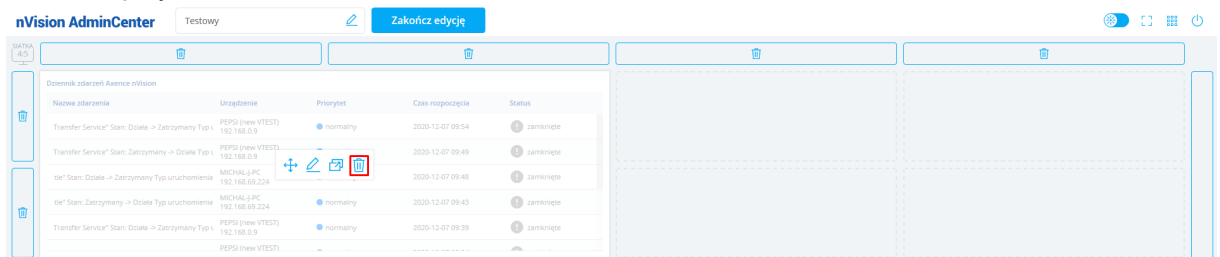 nVision AdminCenter
Testowy
Zakończ edycję
SIATKA
4:5
Dziennik zdarzeń Axence nVision
Nazwa zdarzenia Urządzenie Priorytet Czas rozpoczęcia Status
Transfer Service" Stan: Działa -> Zatrzymany Typ u PEPSI (new VTEST) 192.168.0.9 normalny 2020-12-07 09:54 zamknięte
Transfer Service" Stan: Zatrzymany -> Działa Typ u PEPSI (new VTEST) 192.168.0.9 2020-12-07 09:49 zamknięte
tle" Stan: Działa -> Zatrzymany Typ uruchomienia MICHAL-J-PC 192.168.69.224 2020-12-07 09:48 zamknięte
tle" Stan: Zatrzymany -> Działa Typ uruchomienia MICHAL-J-PC 192.168.69.224 normalny 2020-12-07 09:43 zamknięte
Transfer Service" Stan: Działa -> Zatrzymany Typ u PEPSI (new VTEST) 192.168.0.9 normalny 2020-12-07 09:39 zamknięte
PEPSI (new VTEST)